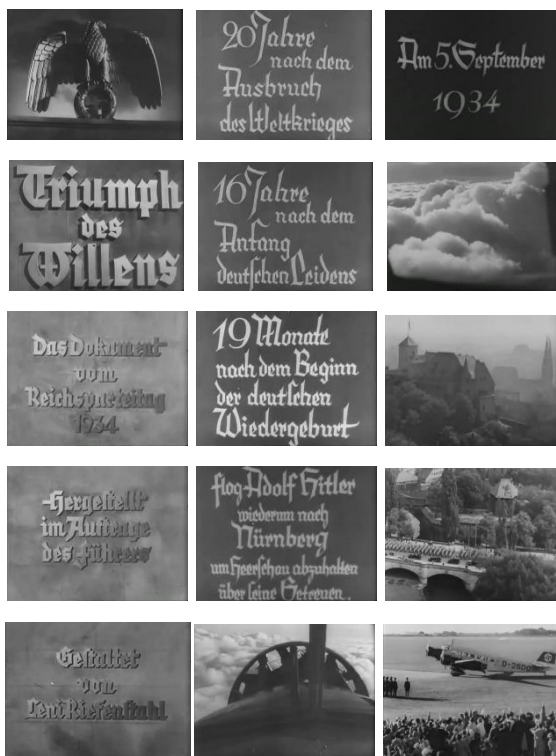 Triumph
des
Willens
Das Dokument
vom
Reichsparteitag
1934
Hergestellt
im Auftrage
des Führers
Gestaltet
von
Leni Riefenstahl
20 Jahre
nach dem
Ausbruch
des Weltkrieges
16 Jahre
nach dem
Anfang
deutschen Leidens
19 Monate
nach dem Beginn
der deutschen
Wiedergeburt
flog Adolf Hitler
wiederum nach
Nürnberg
um Heerschau abzuhalten
über seine Getreuen.
Am 5. September
1934
D-2600